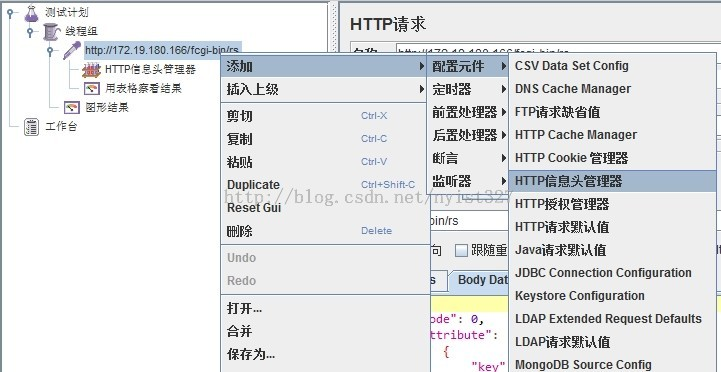 测试计划
线程组
http://172.19.180.166/fcgi-bin/rs
HTTP信息头管理器
用表格察看结果
图形结果
工作台
HTTP请求
名称
http://172.19.180.166/fcgi-bin/rs
添加
插入上级
剪切 Ctrl-X
复制 Ctrl-C
粘贴 Ctrl-V
Duplicate Ctrl+Shift-C
Reset Gui
删除 Delete
Undo
Redo
打开...
合并
保存为...
配置元件
定时器
前置处理器
后置处理器
断言
监听器
CSV Data Set Config
DNS Cache Manager
FTP请求缺省值
HTTP Cache Manager
HTTP Cookie 管理器
HTTP信息头管理器
HTTP授权管理器
HTTP请求默认值
Java请求默认值
JDBC Connection Configuration
Keystore Configuration
LDAP Extended Request Defaults
LDAP请求默认值
MongoDB Source Config
http://blog.csdn.net/nyist327
bin/rs
向 跟随重
s Body Dat
ode": 0,
ttribute":
{
"key"